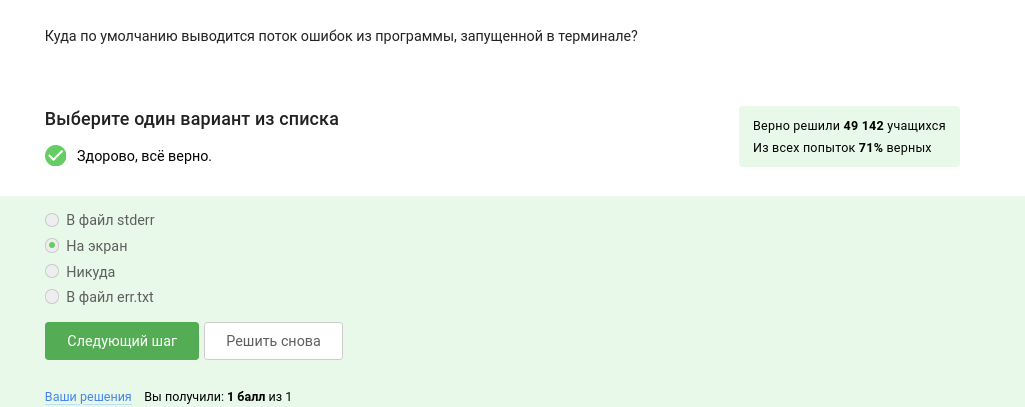 Куда по умолчанию выводится поток ошибок из программы, запущенной в терминале?
Выберите один вариант из списка
Здорово, всё верно.
Верно решили 49 142 учащихся
Из всех попыток 71% верных
В файл stderr
На экран
Никуда
В файл err.txt
Следующий шаг
Решить снова
Ваши решения
Вы получили: 1 балл из 1